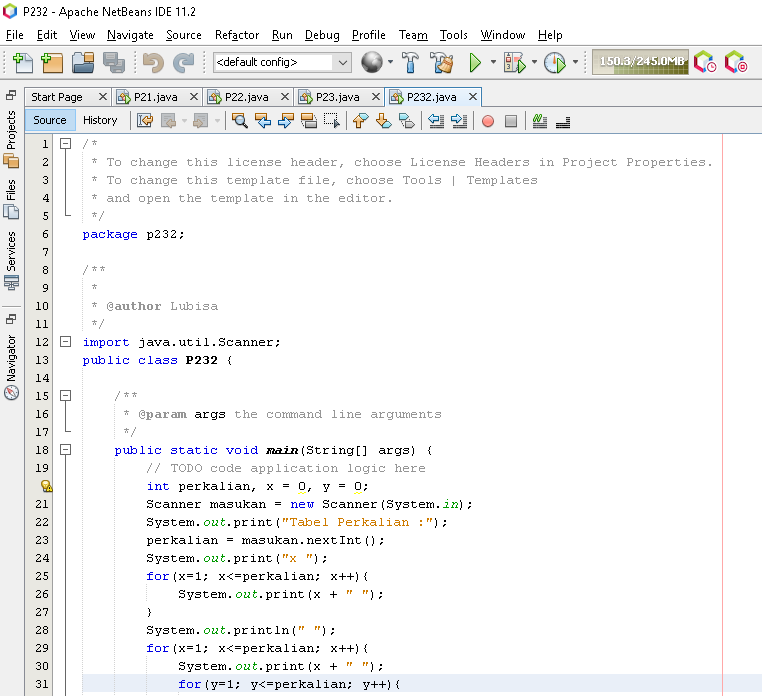 P232 - Apache NetBeans IDE 11.2
File Edit View Navigate Source Refactor Run Debug Profile Team Tools Window Help
<default config> 150.3/245.0MB
Start Page P21.java P22.java P23.java P232.java
Source History
Projects
Files
Services
Navigator
1 /*
2 * To change this license header, choose License Headers in Project Properties.
3 * To change this template file, choose Tools | Templates
4 * and open the template in the editor.
5 */
6 package p232;
7
8 /**
9 *
10 * @author Lubisa
11 */
12 import java.util.Scanner;
13 public class P232 {
14
15 /**
16 * @param args the command line arguments
17 */
18 public static void main(String[] args) {
19 // TODO code application logic here
int perkalian, x = 0, y = 0;
21 Scanner masukan = new Scanner(System.in);
22 System.out.print("Tabel Perkalian :");
23 perkalian = masukan.nextInt();
24 System.out.print("x ");
25 for(x=1; x<=perkalian; x++){
26 System.out.print(x + " ");
27 }
28 System.out.println(" ");
29 for(x=1; x<=perkalian; x++){
30 System.out.print(x + " ");
31 for(y=1; y<=perkalian; y++){